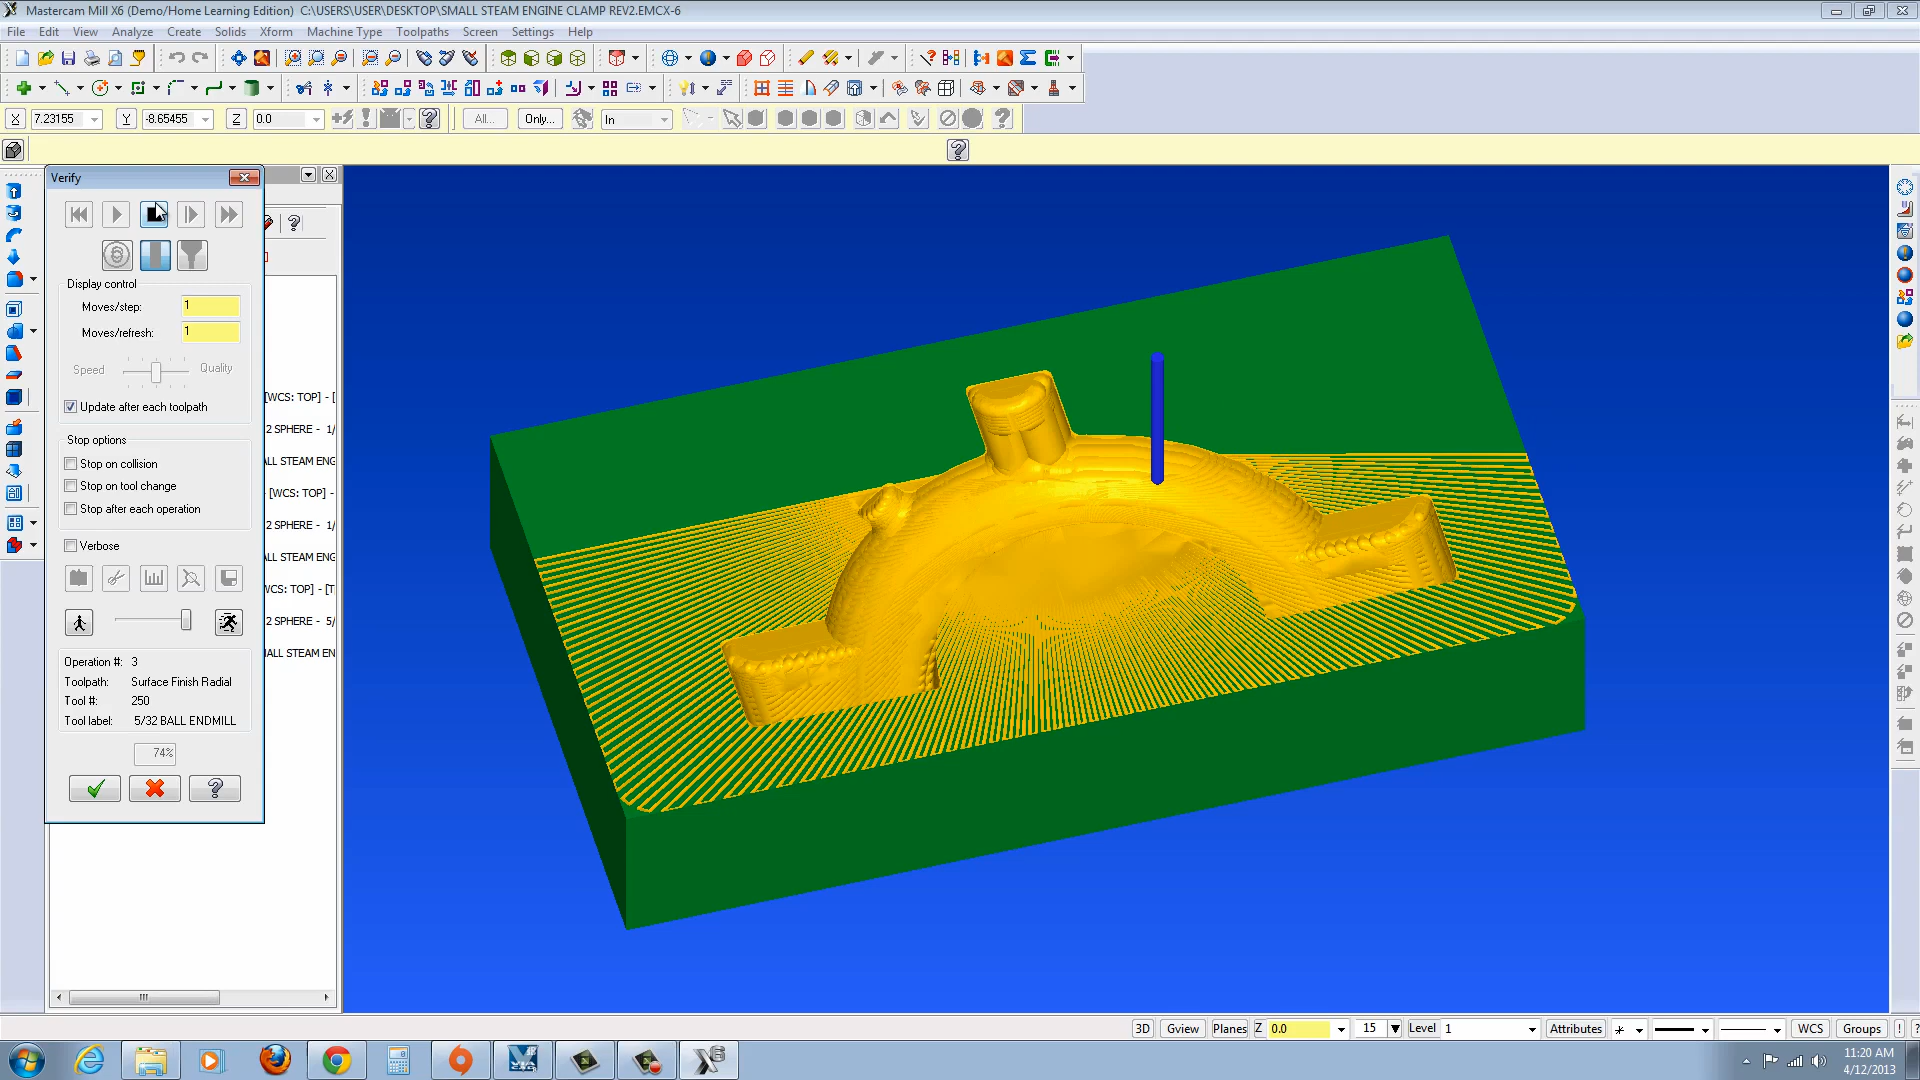 Mastercam Mill X6 (Demo/Home Learning Edition)  C:\USERS\USER\DESKTOP\SMALL STEAM ENGINE CLAMP REV2.EMCX-6
File Edit View Analyze Create Solids Xform Machine Type Toolpaths Screen Settings Help
X 7.23155 Y -8.65455 Z 0.0 All... Only... In
Verify
Display control
Moves/step: 1
Moves/refresh: 1
Speed Quality
Update after each toolpath
[WCS: TOP] - [
2 SPHERE - 1/
Stop options
Stop on collision
ALL STEAM ENG
Stop on tool change
- [WCS: TOP] -
Stop after each operation
2 SPHERE - 1/
Verbose
ALL STEAM ENG
WCS: TOP] - [T
2 SPHERE - 5/
ALL STEAM EN
Operation #: 3
Toolpath: Surface Finish Radial
Tool #: 250
Tool label: 5/32 BALL ENDMILL
74%
3D Gview Planes Z 0.0 15 Level 1 Attributes WCS Groups ! ?
11:20 AM
4/12/2013